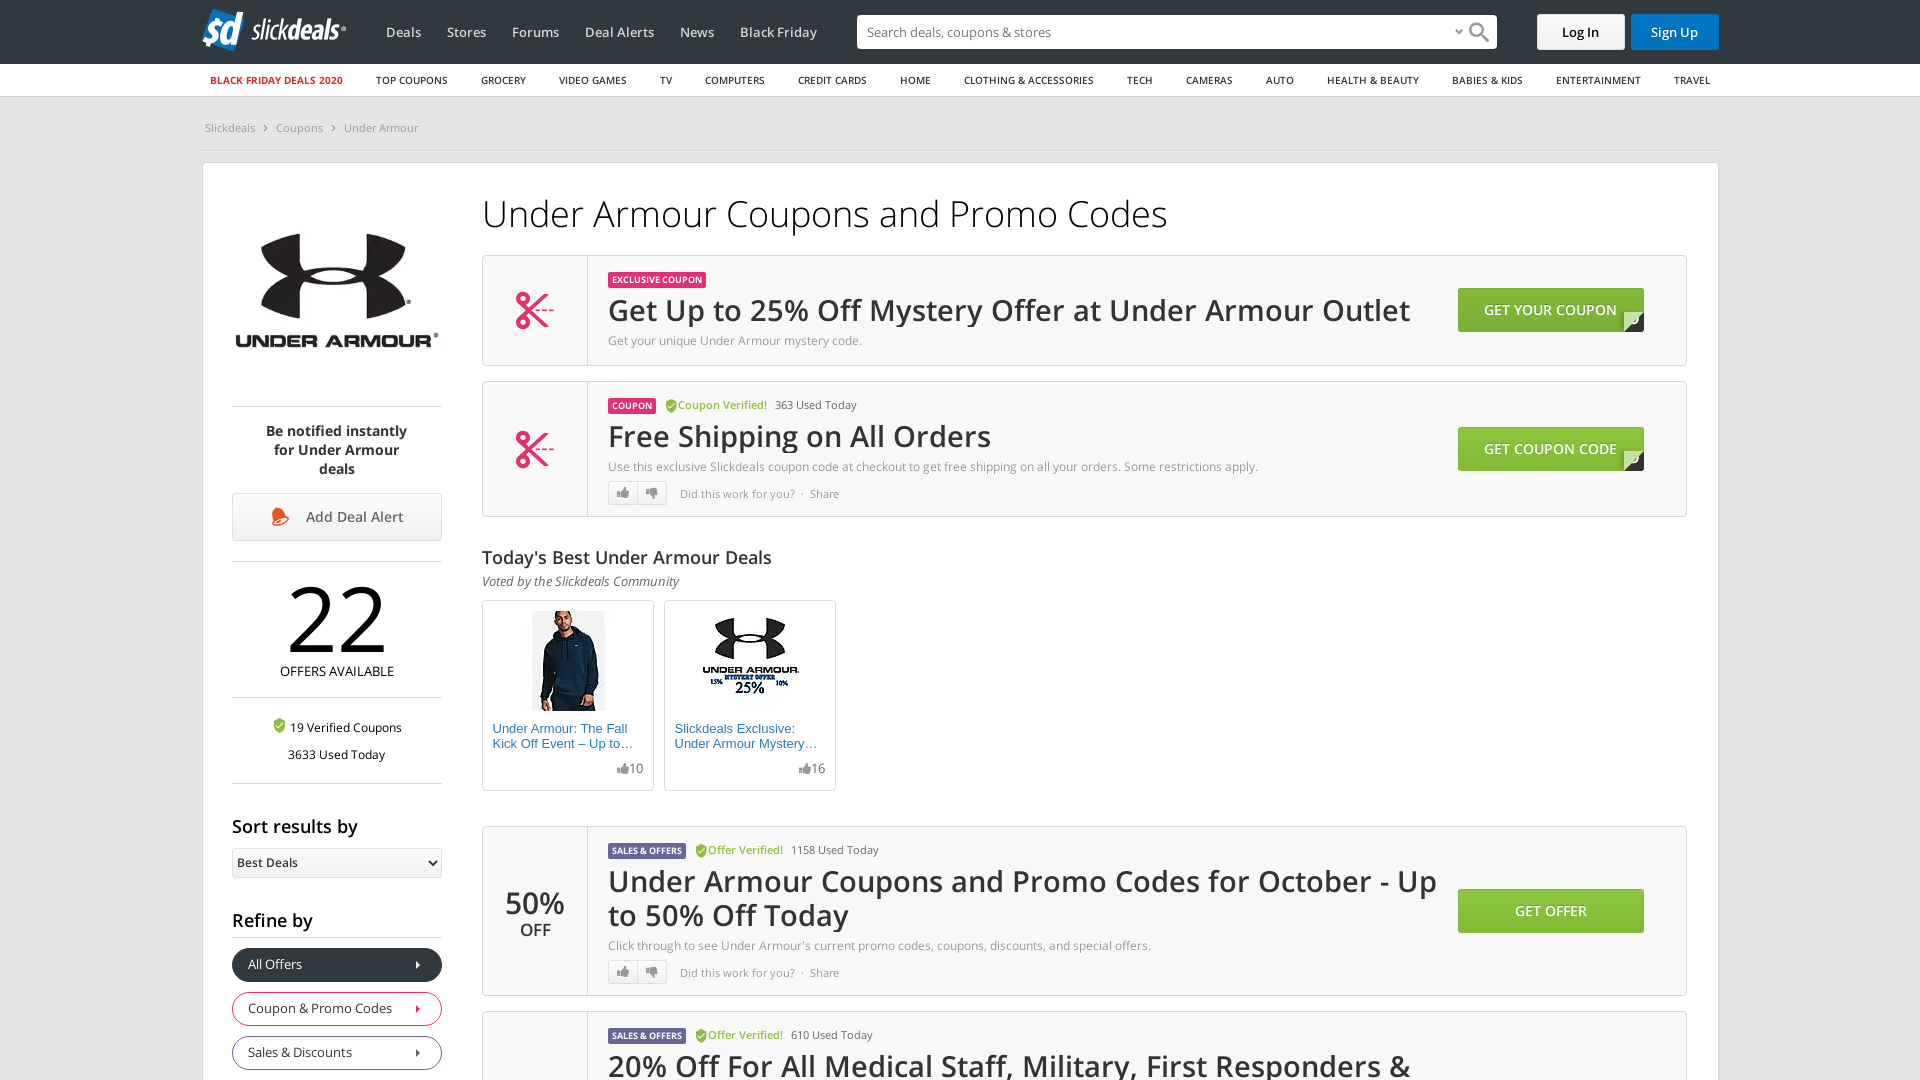 slickdeals
Deals
Stores
Forums
Deal Alerts
News
Black Friday
Search deals, coupons & stores
Log In
Sign Up
BLACK FRIDAY DEALS 2020
TOP COUPONS
GROCERY
VIDEO GAMES
TV
COMPUTERS
CREDIT CARDS
HOME
CLOTHING & ACCESSORIES
TECH
CAMERAS
AUTO
HEALTH & BEAUTY
BABIES & KIDS
ENTERTAINMENT
TRAVEL
Slickdeals > Coupons > Under Armour
UNDER ARMOUR®
Be notified instantly
for Under Armour
deals
Add Deal Alert
22
OFFERS AVAILABLE
19 Verified Coupons
3633 Used Today
Sort results by
Best Deals
Refine by
All Offers
Coupon & Promo Codes
Sales & Discounts
Under Armour Coupons and Promo Codes
EXCLUSIVE COUPON
Get Up to 25% Off Mystery Offer at Under Armour Outlet
Get your unique Under Armour mystery code.
GET YOUR COUPON
COUPON Coupon Verified! 363 Used Today
Free Shipping on All Orders
Use this exclusive Slickdeals coupon code at checkout to get free shipping on all your orders. Some restrictions apply.
Did this work for you? · Share
GET COUPON CODE
Today's Best Under Armour Deals
Voted by the Slickdeals Community
Under Armour: The Fall
Kick Off Event – Up to…
10
UNDER ARMOUR.
MYSTERY OFFER
15% 25% 10%
Slickdeals Exclusive:
Under Armour Mystery…
16
50%
OFF
SALES & OFFERS Offer Verified! 1158 Used Today
Under Armour Coupons and Promo Codes for October - Up
to 50% Off Today
Click through to see Under Armour's current promo codes, coupons, discounts, and special offers.
Did this work for you? · Share
GET OFFER
SALES & OFFERS Offer Verified! 610 Used Today
20% Off For All Medical Staff, Military, First Responders &